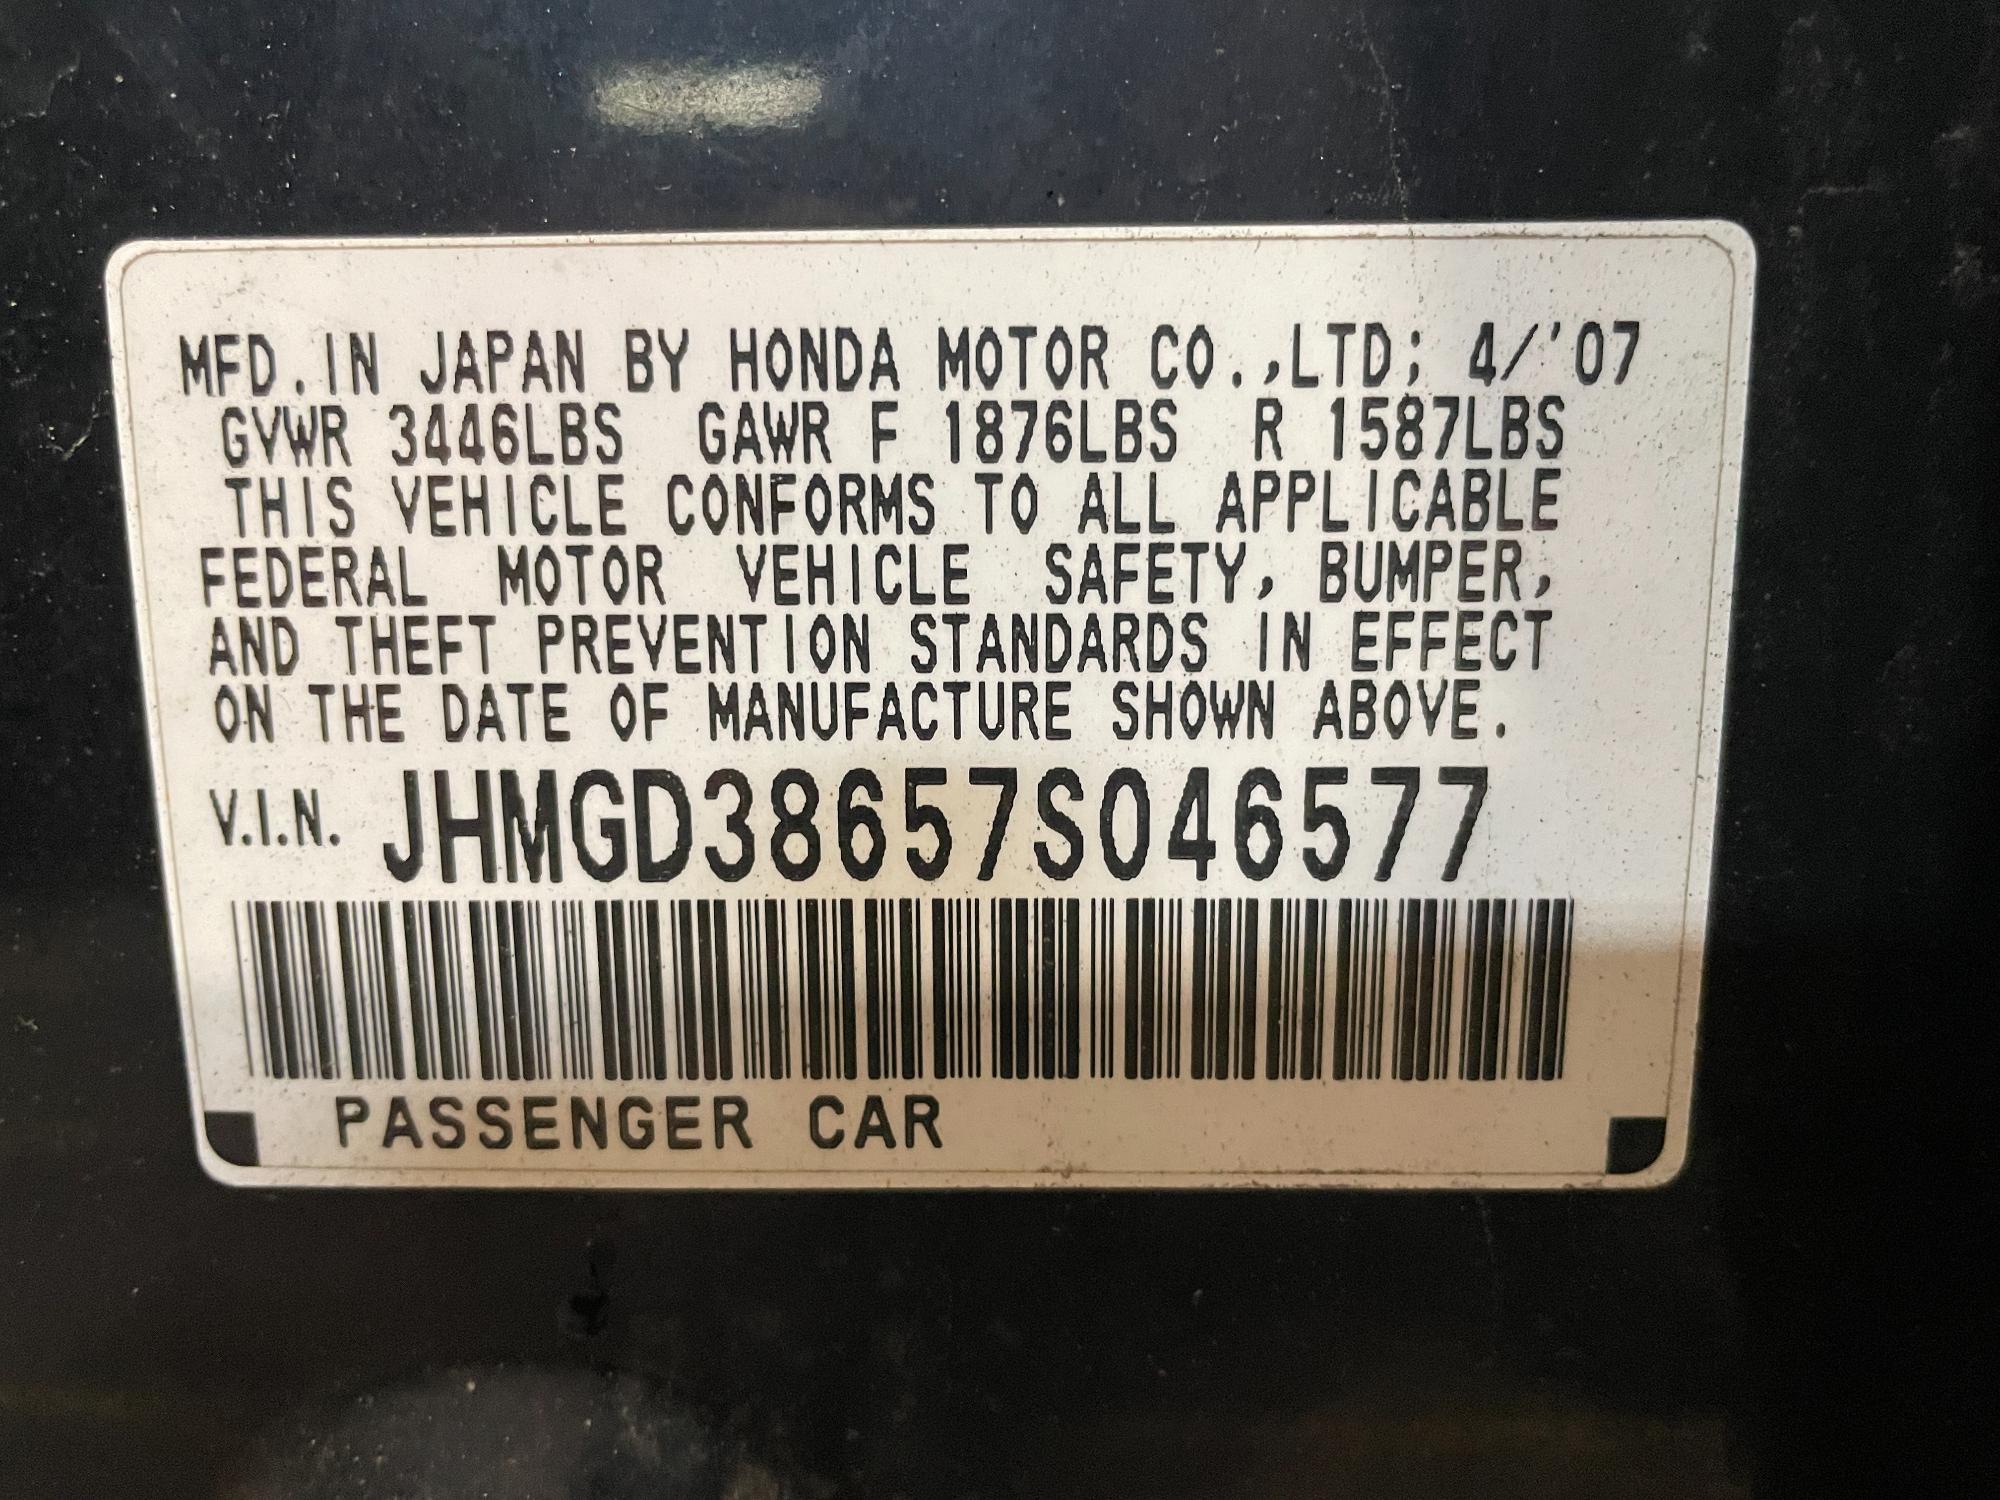 MFD.IN JAPAN BY HONDA MOTOR CO.,LTD; 4/'07
GVWR 3446LBS GAWR F 1876LBS R 1587LBS
THIS VEHICLE CONFORMS TO ALL APPLICABLE
FEDERAL MOTOR VEHICLE SAFETY, BUMPER,
AND THEFT PREVENTION STANDARDS IN EFFECT
ON THE DATE OF MANUFACTURE SHOWN ABOVE.
V.I.N. JHMGD38657S046577
PASSENGER CAR